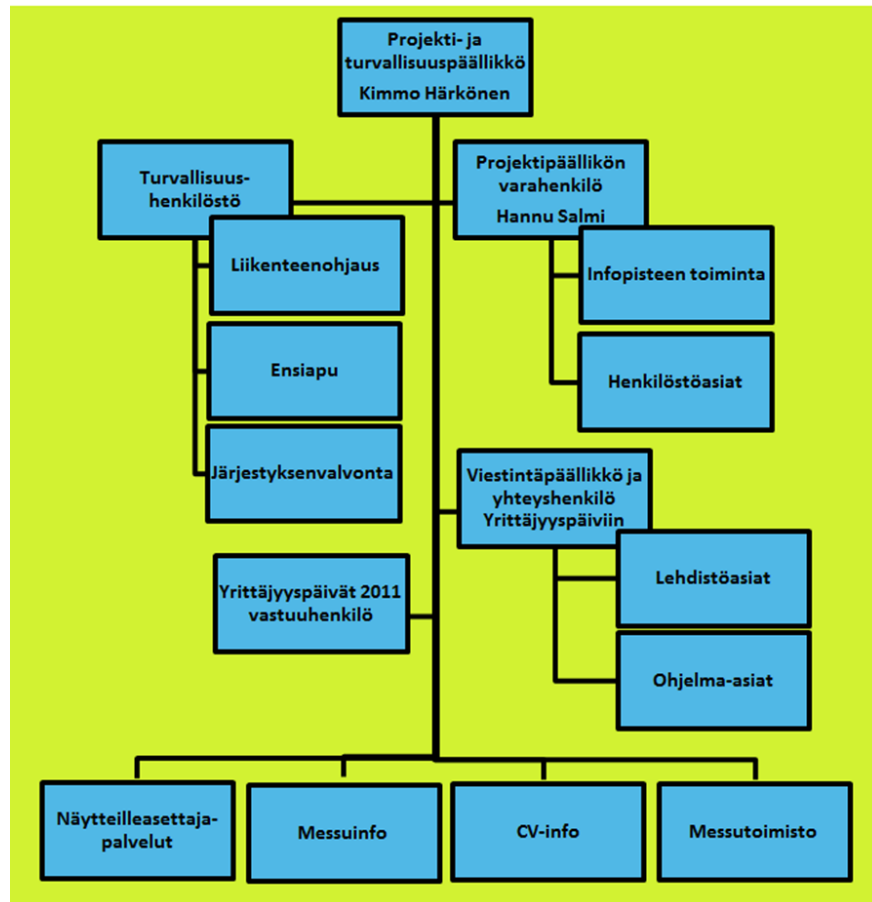 Projekti- ja
turvallisuuspäällikkö
Kimmo Härkönen
Turvallisuus-
henkilöstö
Projektipäällikön
varahenkilö
Hannu Salmi
Liikenteenohjaus
Infopisteen toiminta
Ensiapu
Henkilöstöasiat
Järjestyksenvalvonta
Viestintäpäällikkö ja
yhteyshenkilö
Yrittäjyyspäiviin
Yrittäjyyspäivät 2011
vastuuhenkilö
Lehdistöasiat
Ohjelma-asiat
Näytteilleasettaja-
palvelut
Messuinfo
CV-info
Messutoimisto